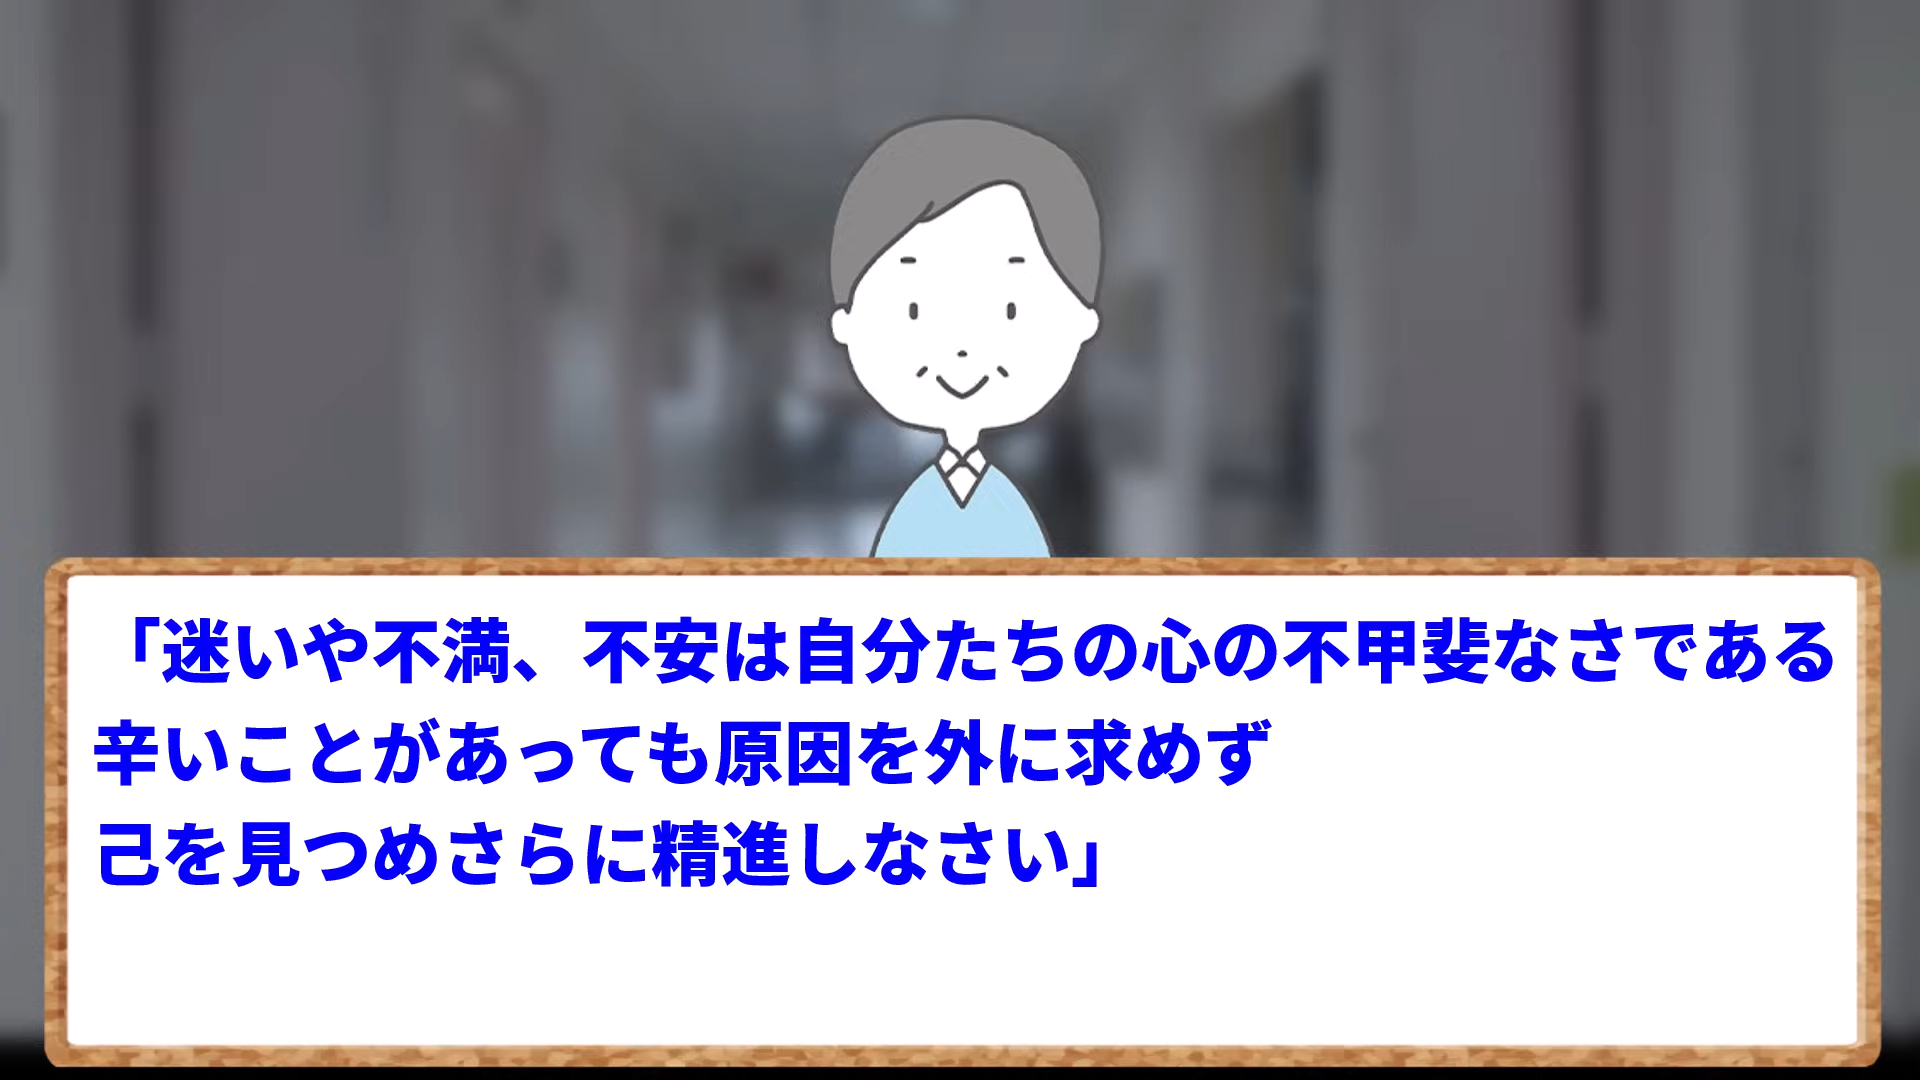 「迷いや不満、不安は自分たちの心の不甲斐なさである
辛いことがあっても原因を外に求めず
己を見つめさらに精進しなさい」